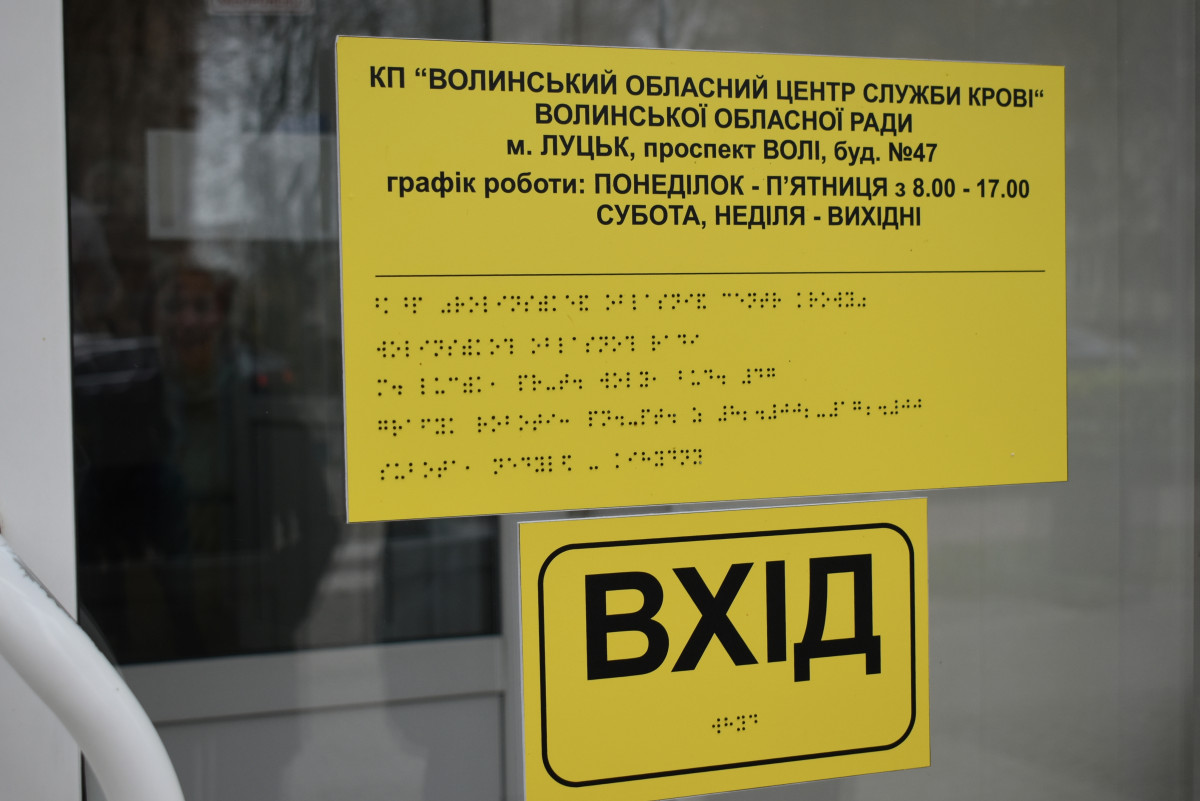 КП “ВОЛИНСЬКИЙ ОБЛАСНИЙ ЦЕНТР СЛУЖБИ КРОВІ“
ВОЛИНСЬКОЇ ОБЛАСНОЇ РАДИ
м. ЛУЦЬК, проспект ВОЛІ, буд. №47
графік роботи: ПОНЕДІЛОК - П’ЯТНИЦЯ з 8.00 - 17.00
СУБОТА, НЕДІЛЯ - ВИХІДНІ
ВХІД